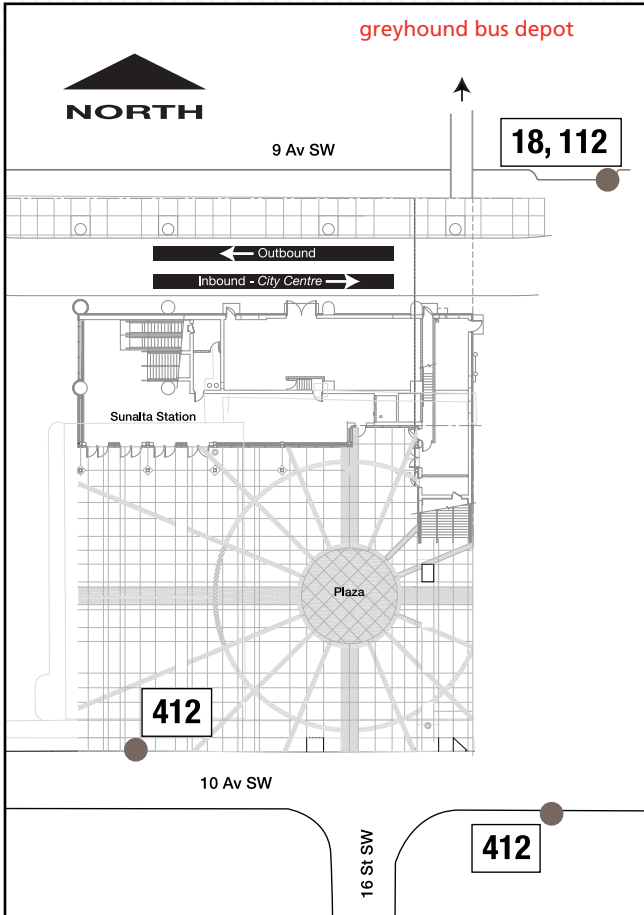 greyhound bus depot
NORTH
18, 112
9 Av SW
Outbound
Inbound - City Centre
Sunalta Station
Plaza
412
10 Av SW
412
16 St SW